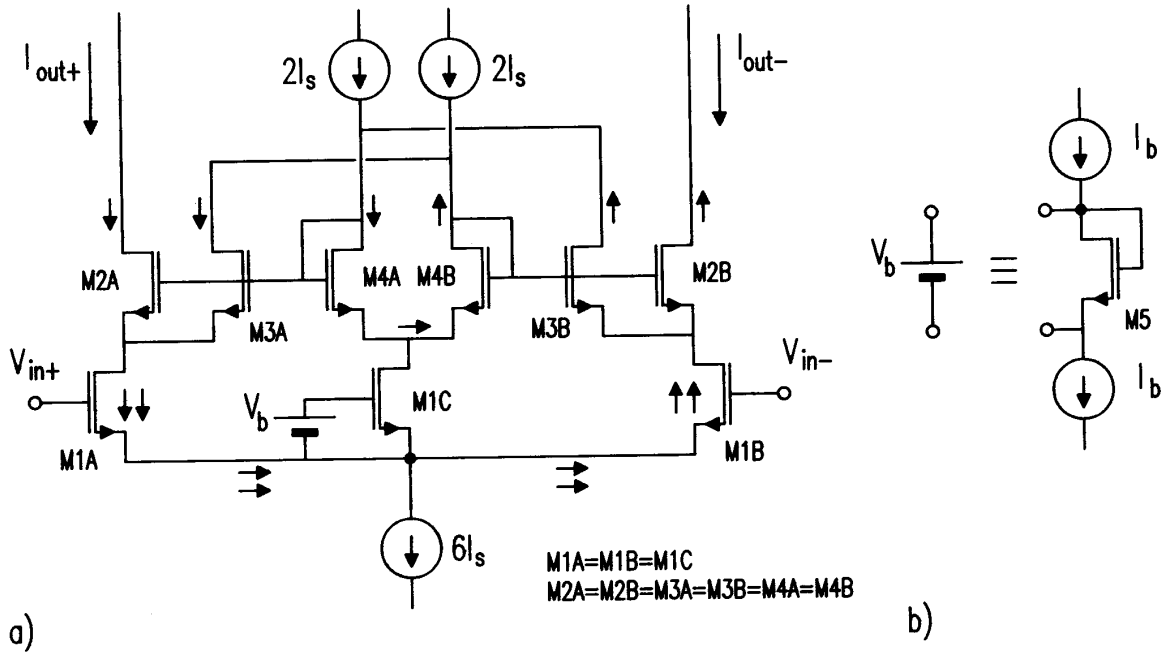 I_out+
2I_s
2I_s
I_out-
I_b
M2A
M4A
M4B
M2B
V_b
M3A
M3B
M5
V_in+
V_in-
V_b
M1C
I_b
M1A
M1B
6I_s
M1A=M1B=M1C
M2A=M2B=M3A=M3B=M4A=M4B
a)
b)